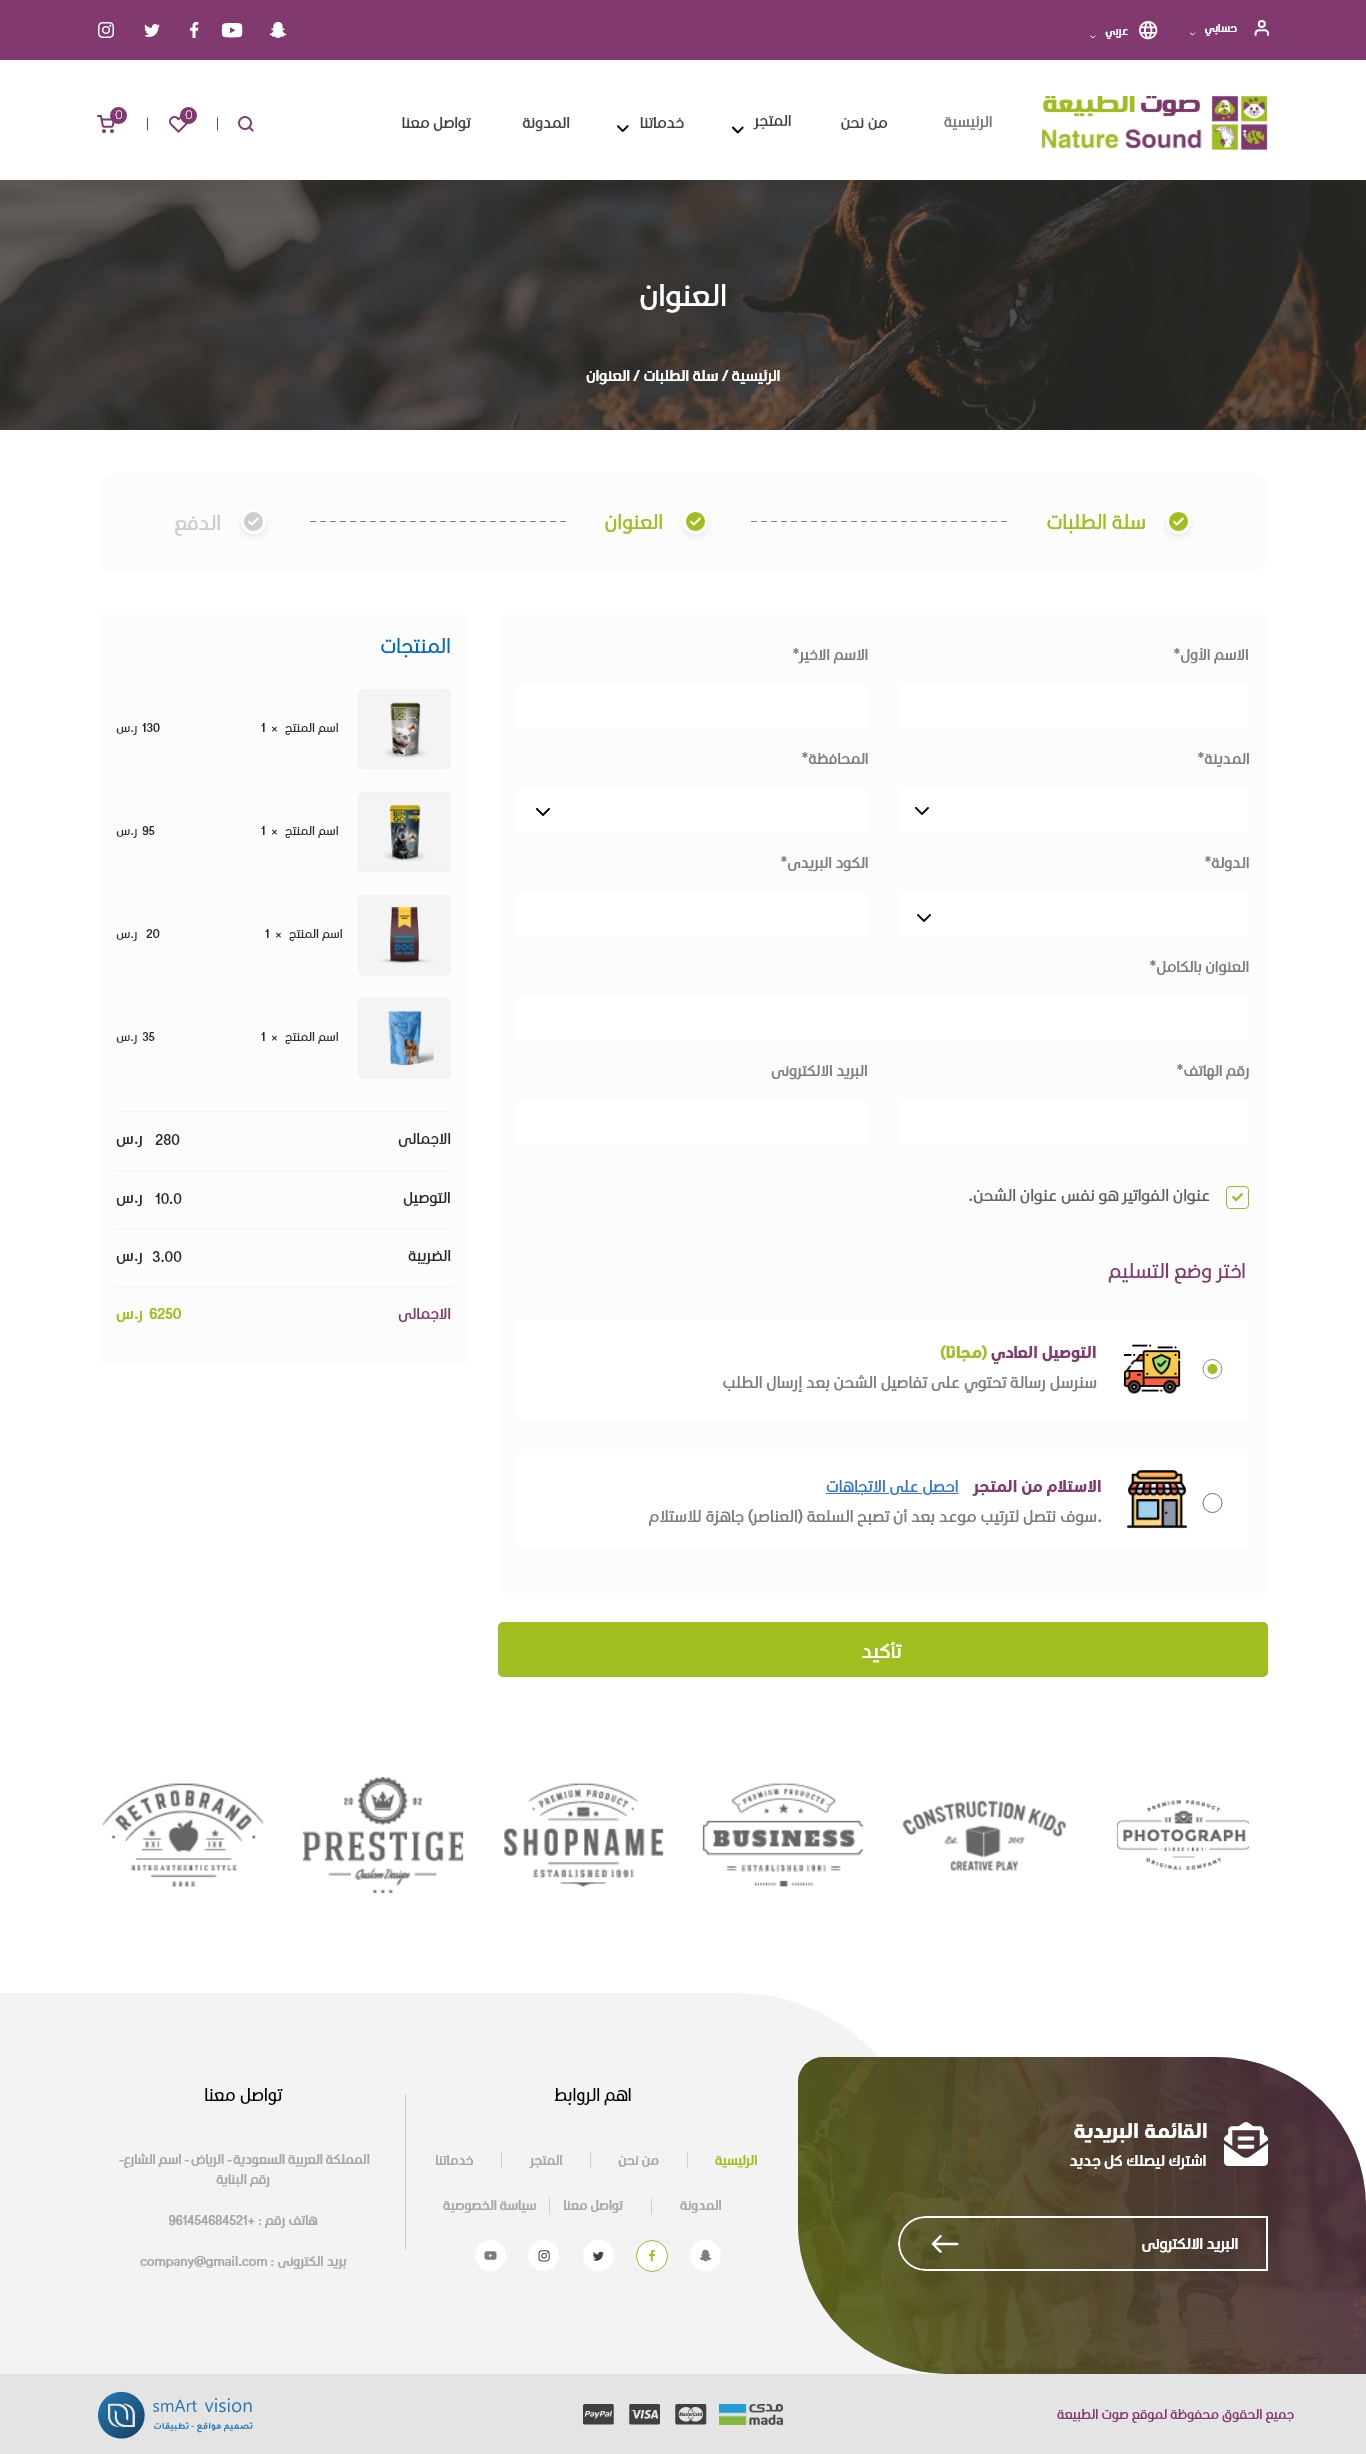 حسابي
عربي
صوت الطبيعة
Nature Sound
الرئيسية
من نحن
المتجر
خدماتنا
المدونة
تواصل معنا
0
0
العنوان
الرئيسية / سلة الطلبات / العنوان
سلة الطلبات
العنوان
الدفع
الاسم الأول*
الاسم الاخير*
المدينة*
المحافظة*
الدولة*
الكود البريدى*
العنوان بالكامل*
رقم الهاتف*
البريد الالكترونى
عنوان الفواتير هو نفس عنوان الشحن.
اختر وضع التسليم
التوصيل العادي (مجانًا)
سنرسل رسالة تحتوي على تفاصيل الشحن بعد إرسال الطلب
الاستلام من المتجر احصل على الاتجاهات
.سوف نتصل لترتيب موعد بعد أن تصبح السلعة (العناصر) جاهزة للاستلام
تأكيد
المنتجات
اسم المنتج × 1 130 ر.س
اسم المنتج × 1 95 ر.س
اسم المنتج × 1 20 ر.س
اسم المنتج × 1 35 ر.س
الاجمالى 280 ر.س
التوصيل 10.0 ر.س
الضريبة 3.00 ر.س
الاجمالى 6250 ر.س
RETROBRAND
RETRO AUTHENTIC STYLE
20 02
PRESTIGE
Custom Design
PREMIUM PRODUCT
SHOPNAME
ESTABLISHED 1991
PREMIUM PRODUCTS
BUSINESS
ESTABLISHED 1991
CONSTRUCTION KIDS
Est. 2013
CREATIVE PLAY
PREMIUM PRODUCT
PHOTOGRAPH
SINCE 1981
ORIGINAL COMPANY
القائمة البريدية
اشترك ليصلك كل جديد
البريد الالكترونى
اهم الروابط
الرئيسية
من نحن
المتجر
خدماتنا
المدونة
تواصل معنا
سياسة الخصوصية
تواصل معنا
المملكة العربية السعودية - الرياض - اسم الشارع -
رقم البناية
هاتف رقم : +961454684521
بريد الكترونى : company@gmail.com
جميع الحقوق محفوظة لموقع صوت الطبيعة
مدى
mada
MasterCard
VISA
PayPal
smArt vision
تصميم مواقع - تطبيقات